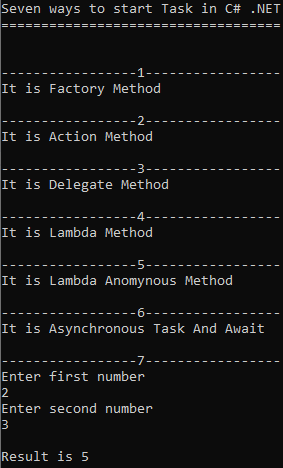 Seven ways to start Task in C# .NET
===================================
-----------------1-----------------
It is Factory Method
-----------------2-----------------
It is Action Method
-----------------3-----------------
It is Delegate Method
-----------------4-----------------
It is Lambda Method
-----------------5-----------------
It is Lambda Anomynous Method
-----------------6-----------------
It is Asynchronous Task And Await
-----------------7-----------------
Enter first number
2
Enter second number
3
Result is 5